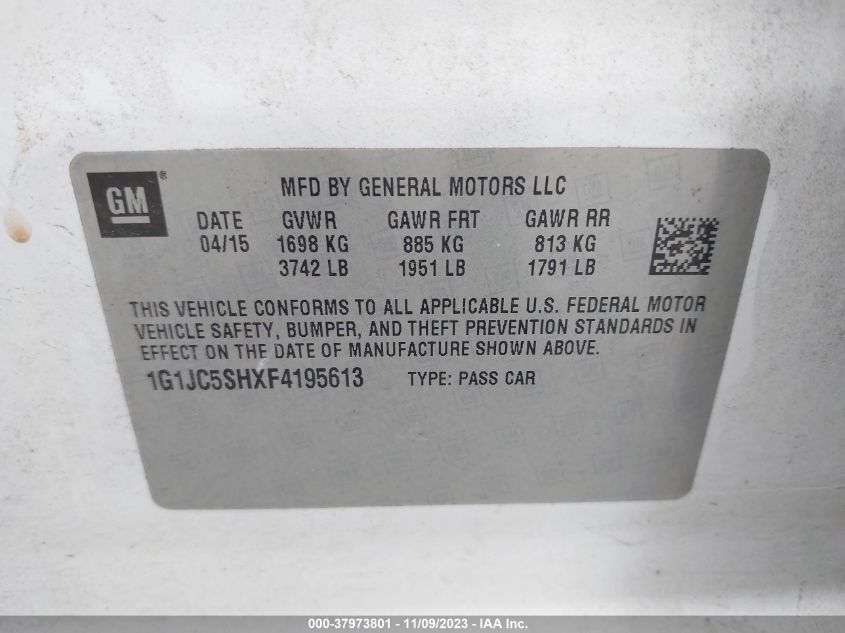 GM ®
MFD BY GENERAL MOTORS LLC
DATE GVWR GAWR FRT GAWR RR
04/15 1698 KG 885 KG 813 KG
3742 LB 1951 LB 1791 LB
THIS VEHICLE CONFORMS TO ALL APPLICABLE U.S. FEDERAL MOTOR
VEHICLE SAFETY, BUMPER, AND THEFT PREVENTION STANDARDS IN
EFFECT ON THE DATE OF MANUFACTURE SHOWN ABOVE.
1G1JC5SHXF4195613 TYPE: PASS CAR
000-37973801 - 11/09/2023 - IAA Inc.